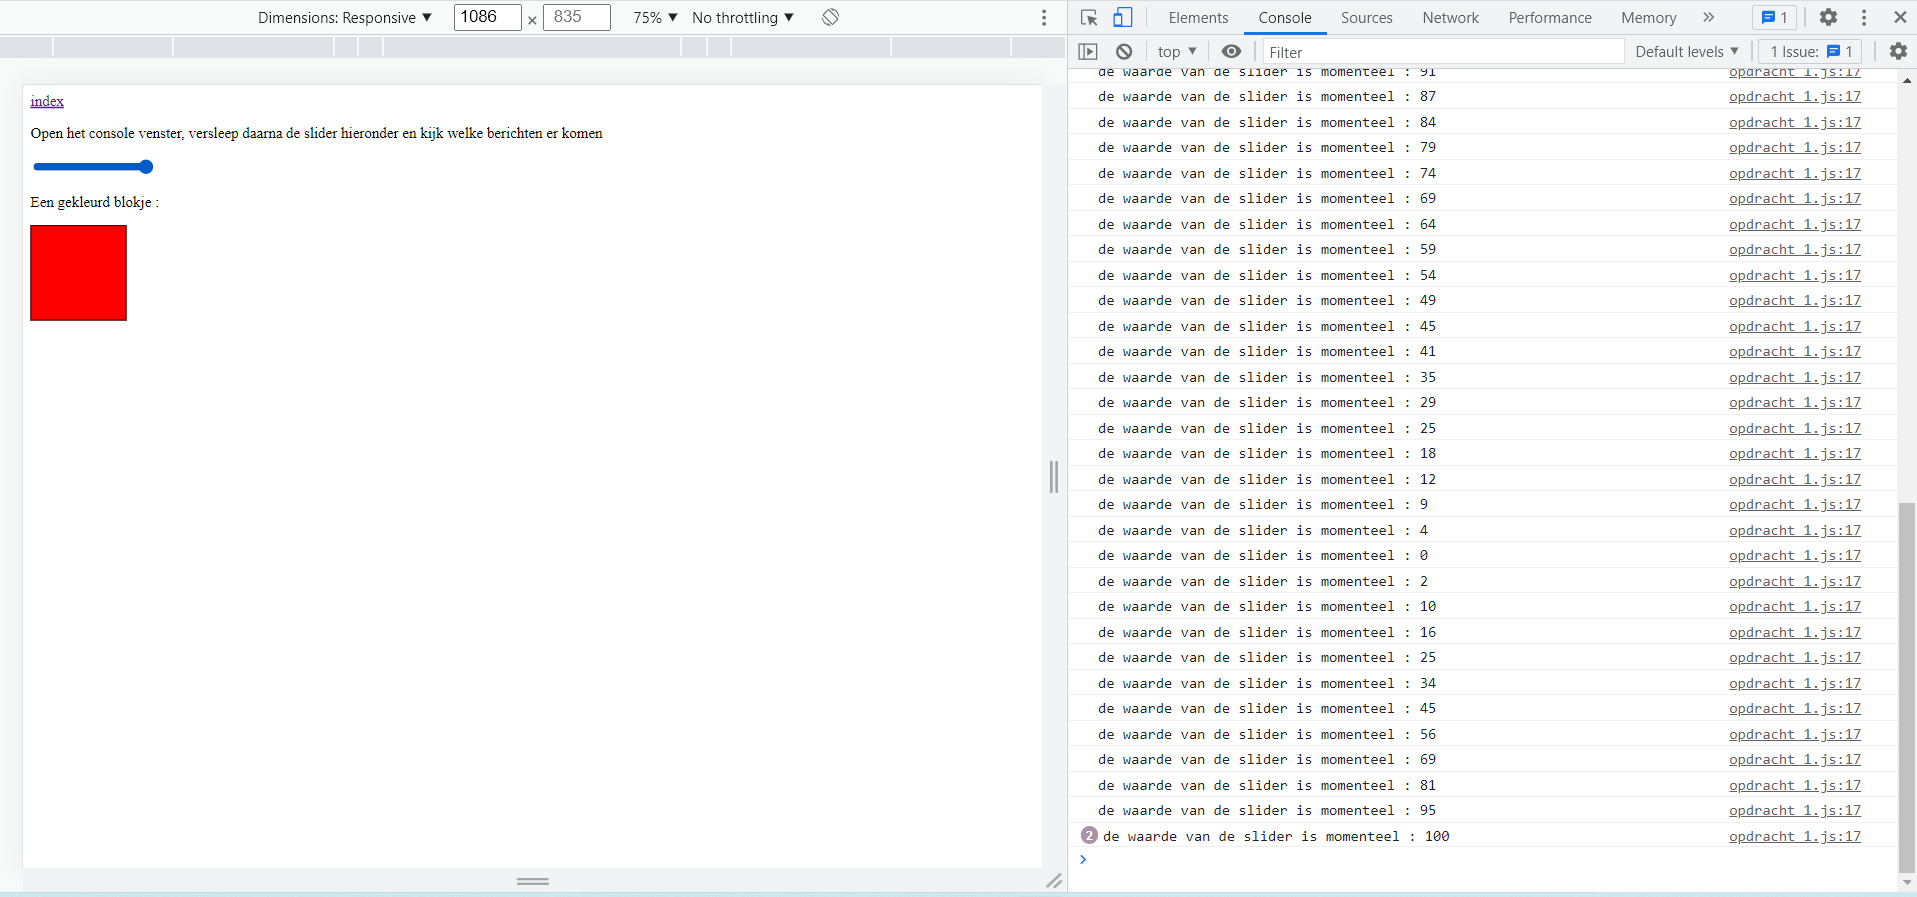 Dimensions: Responsive ▼ 1086 × 835 75% ▼ No throttling ▼
Elements Console Sources Network Performance Memory » 1
top ▼ Filter Default levels ▼ 1 Issue: 1
index
Open het console venster, versleep daarna de slider hieronder en kijk welke berichten er komen
Een gekleurd blokje :
de waarde van de slider is momenteel : 91 opdracht 1.js:17
de waarde van de slider is momenteel : 87 opdracht 1.js:17
de waarde van de slider is momenteel : 84 opdracht 1.js:17
de waarde van de slider is momenteel : 79 opdracht 1.js:17
de waarde van de slider is momenteel : 74 opdracht 1.js:17
de waarde van de slider is momenteel : 69 opdracht 1.js:17
de waarde van de slider is momenteel : 64 opdracht 1.js:17
de waarde van de slider is momenteel : 59 opdracht 1.js:17
de waarde van de slider is momenteel : 54 opdracht 1.js:17
de waarde van de slider is momenteel : 49 opdracht 1.js:17
de waarde van de slider is momenteel : 45 opdracht 1.js:17
de waarde van de slider is momenteel : 41 opdracht 1.js:17
de waarde van de slider is momenteel : 35 opdracht 1.js:17
de waarde van de slider is momenteel : 29 opdracht 1.js:17
de waarde van de slider is momenteel : 25 opdracht 1.js:17
de waarde van de slider is momenteel : 18 opdracht 1.js:17
de waarde van de slider is momenteel : 12 opdracht 1.js:17
de waarde van de slider is momenteel : 9 opdracht 1.js:17
de waarde van de slider is momenteel : 4 opdracht 1.js:17
de waarde van de slider is momenteel : 0 opdracht 1.js:17
de waarde van de slider is momenteel : 2 opdracht 1.js:17
de waarde van de slider is momenteel : 10 opdracht 1.js:17
de waarde van de slider is momenteel : 16 opdracht 1.js:17
de waarde van de slider is momenteel : 25 opdracht 1.js:17
de waarde van de slider is momenteel : 34 opdracht 1.js:17
de waarde van de slider is momenteel : 45 opdracht 1.js:17
de waarde van de slider is momenteel : 56 opdracht 1.js:17
de waarde van de slider is momenteel : 69 opdracht 1.js:17
de waarde van de slider is momenteel : 81 opdracht 1.js:17
de waarde van de slider is momenteel : 95 opdracht 1.js:17
2 de waarde van de slider is momenteel : 100 opdracht 1.js:17